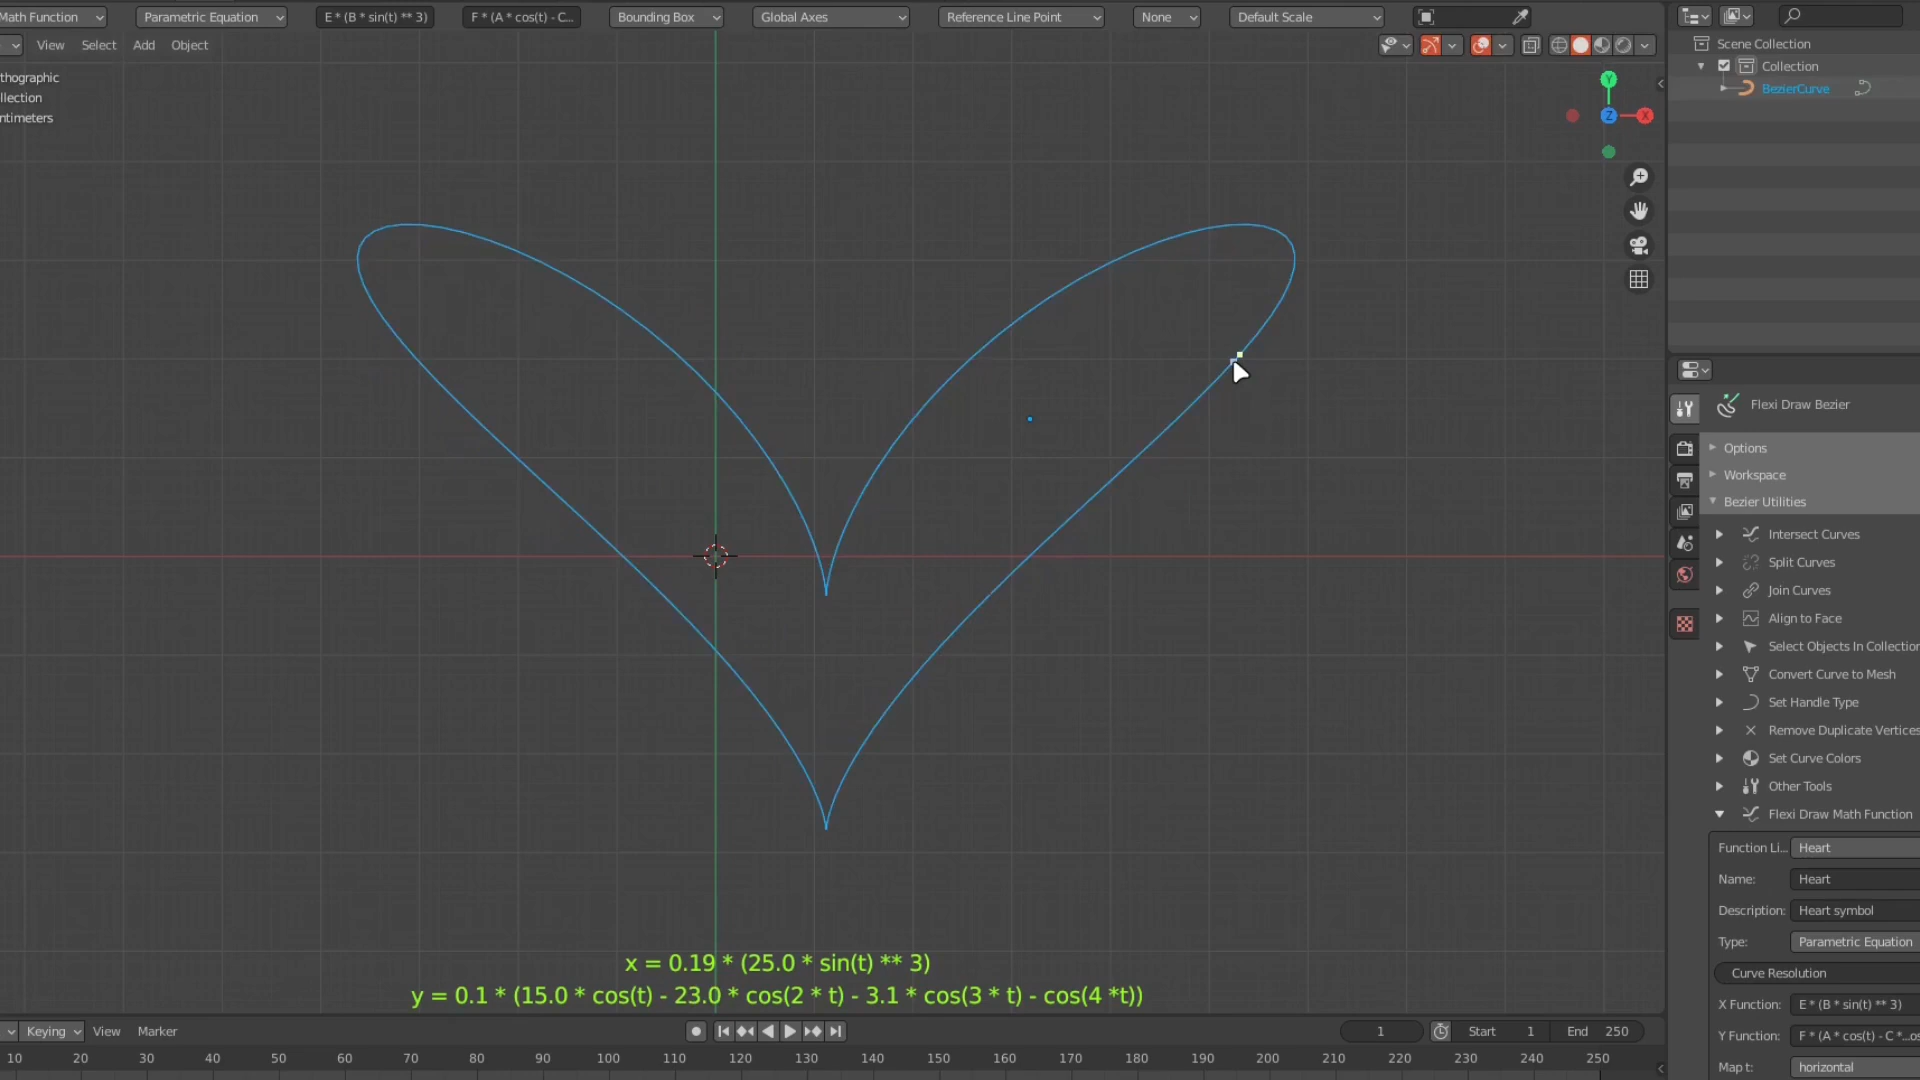 Math Function
Parametric Equation
E * (B * sin(t) ** 3)
F * (A * cos(t) - C...
Bounding Box
Global Axes
Reference Line Point
None
Default Scale
View
Select
Add
Object
thographic
llection
ntimeters
Y
Z
X
Scene Collection
Collection
BezierCurve
Flexi Draw Bezier
Options
Workspace
Bezier Utilities
Intersect Curves
Split Curves
Join Curves
Align to Face
Select Objects In Collection
Convert Curve to Mesh
Set Handle Type
Remove Duplicate Vertices
Set Curve Colors
Other Tools
Flexi Draw Math Function
Function Li... Heart
Name: Heart
Description: Heart symbol
Type: Parametric Equation
Curve Resolution
X Function: E * (B * sin(t) ** 3)
Y Function: F * (A * cos(t) - C *...os
Map t: horizontal
x = 0.19 * (25.0 * sin(t) ** 3)
y = 0.1 * (15.0 * cos(t) - 23.0 * cos(2 * t) - 3.1 * cos(3 * t) - cos(4 *t))
Keying
View
Marker
1
Start 1
End 250
10 20 30 40 50 60 70 80 90 100 110 120 130 140 150 160 170 180 190 200 210 220 230 240 250